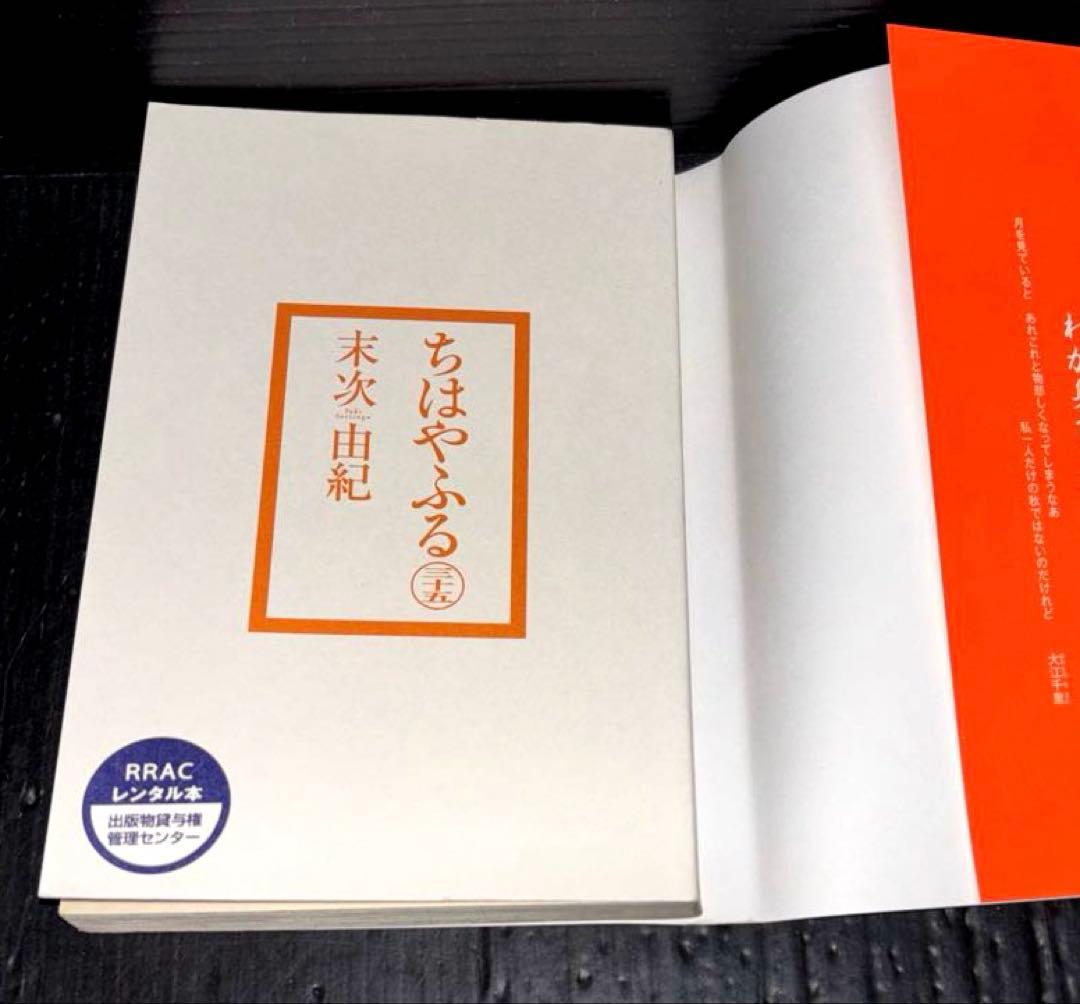 ちはやふる
三十五
末次由紀
RRAC
レンタル本
出版物貸与権
管理センター
月を見ていると あれこれと物悲しくなってしまうなあ
私一人だけの秋ではないのだけれど
大江千里